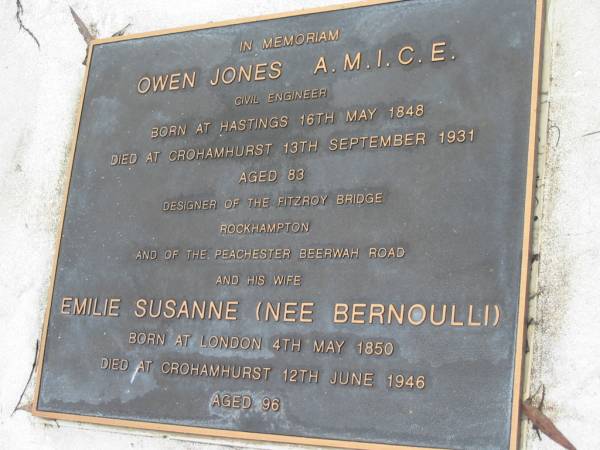 IN MEMORIAM
OWEN JONES A.M.I.C.E.
CIVIL ENGINEER
BORN AT HASTINGS 16TH MAY 1848
DIED AT CROHAMHURST 13TH SEPTEMBER 1931
AGED 83
DESIGNER OF THE FITZROY BRIDGE
ROCKHAMPTON
AND OF THE PEACHESTER BEERWAH ROAD
AND HIS WIFE
EMILIE SUSANNE (NEE BERNOULLI)
BORN AT LONDON 4TH MAY 1850
DIED AT CROHAMHURST 12TH JUNE 1946
AGED 96